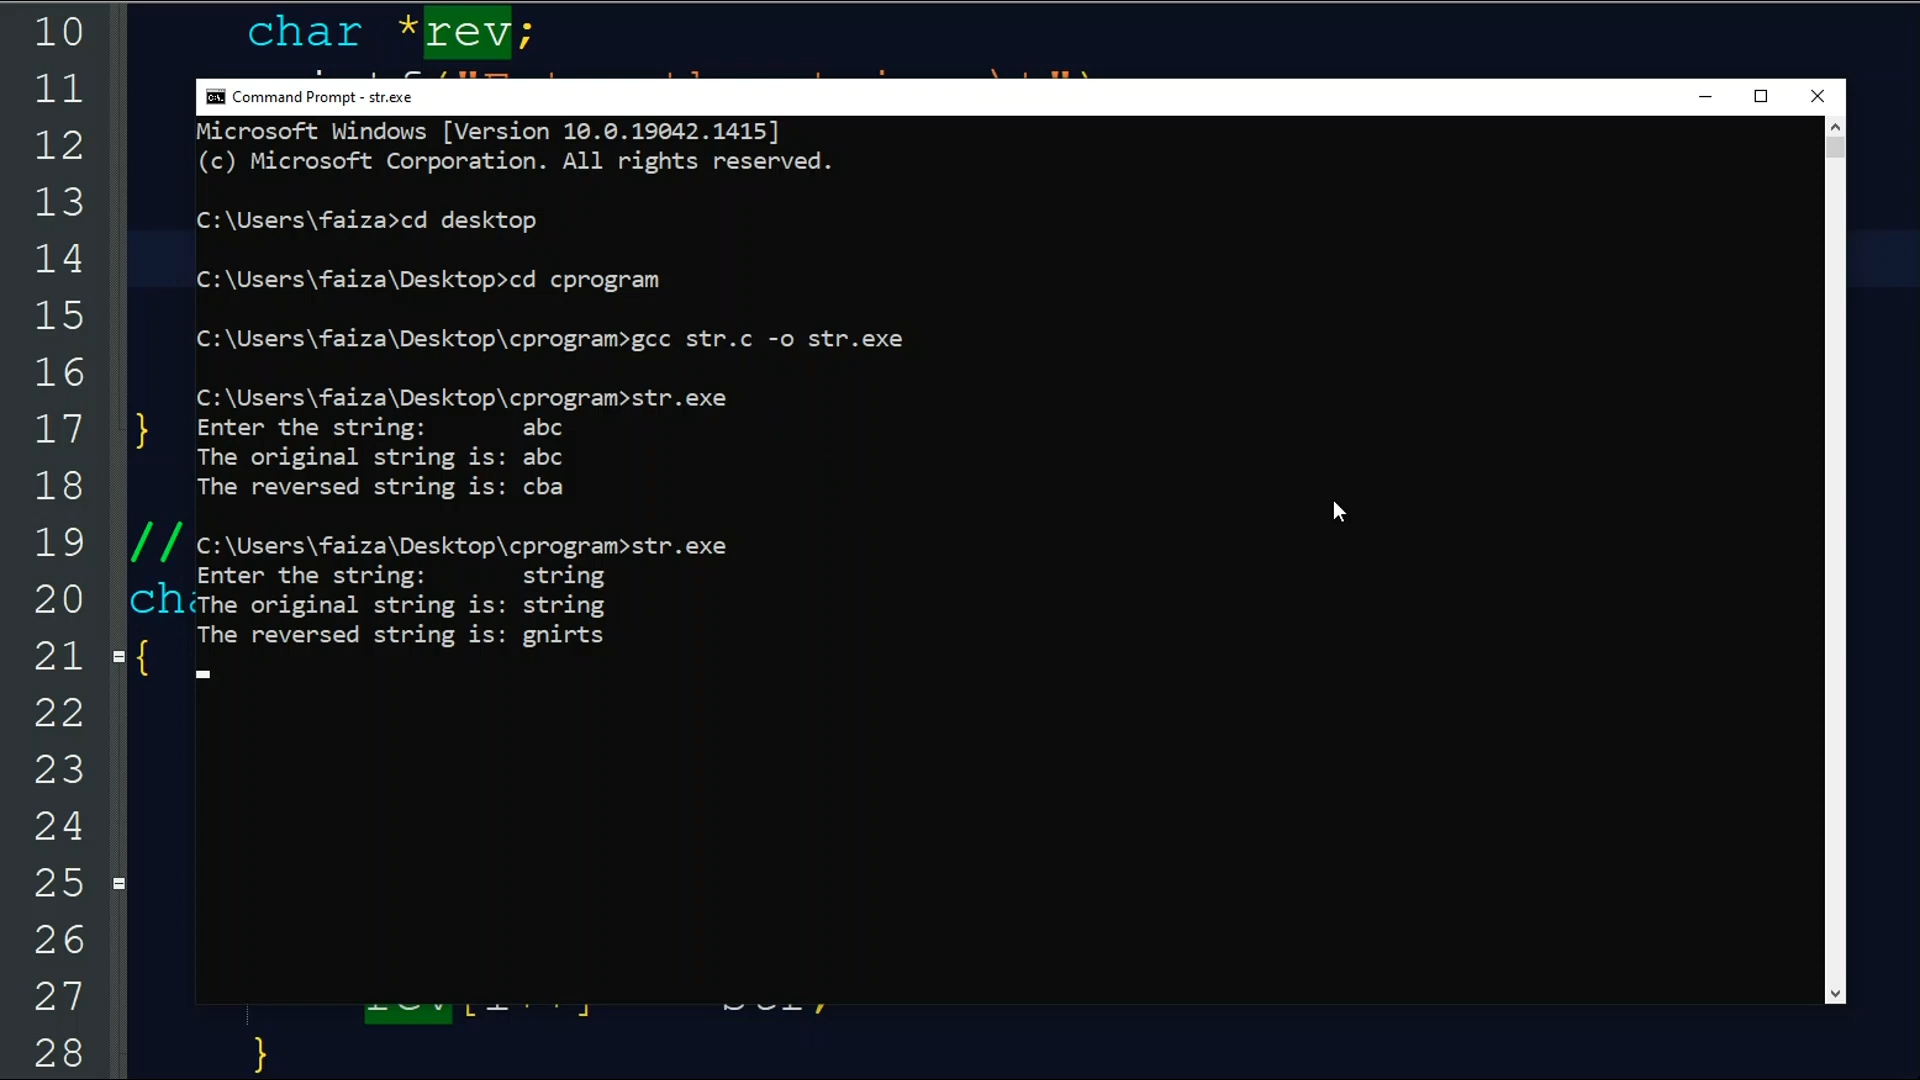 10 char *rev;
11
Command Prompt - str.exe
Microsoft Windows [Version 10.0.19042.1415]
12
(c) Microsoft Corporation. All rights reserved.
13
C:\Users\faiza>cd desktop
14
C:\Users\faiza\Desktop>cd cprogram
15
C:\Users\faiza\Desktop\cprogram>gcc str.c -o str.exe
16
C:\Users\faiza\Desktop\cprogram>str.exe
17 }
Enter the string: abc
The original string is: abc
18
The reversed string is: cba
19 //
C:\Users\faiza\Desktop\cprogram>str.exe
Enter the string: string
20
The original string is: string
The reversed string is: gnirts
21 {
22
23
24
25
26
27
28 }